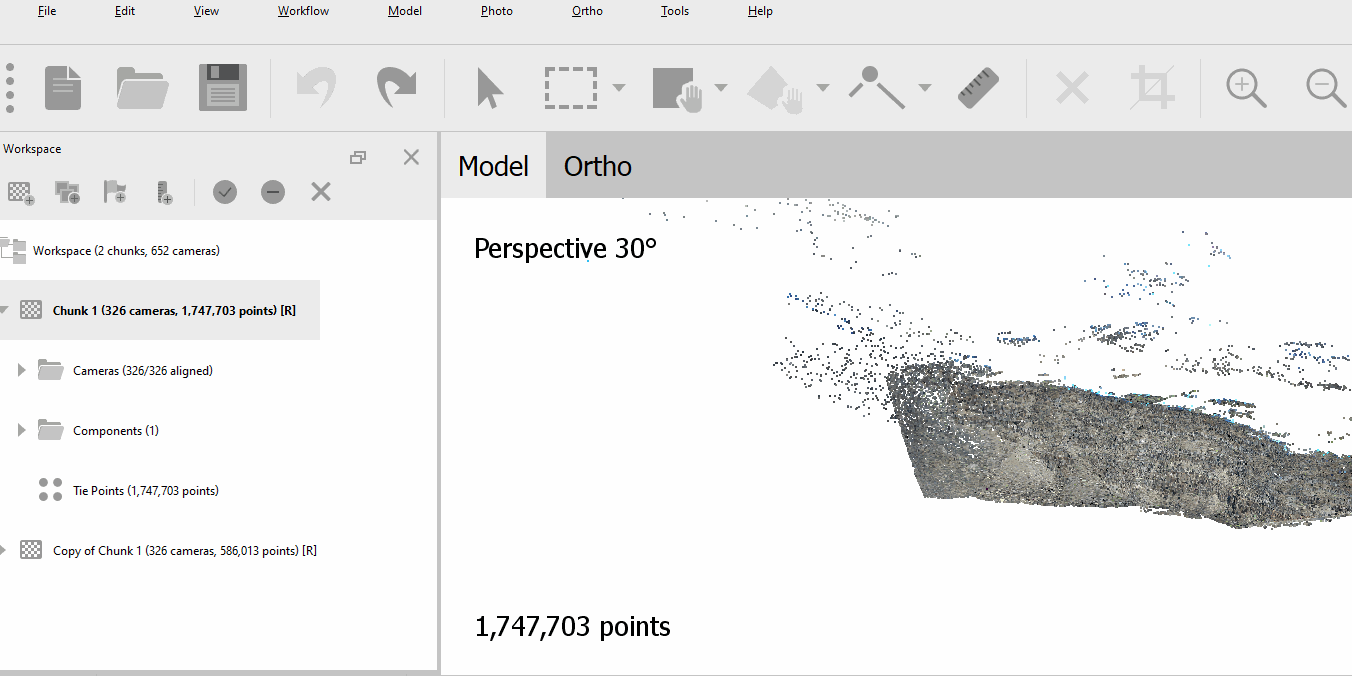 File Edit View Workflow Model Photo Ortho Tools Help
Workspace
Model Ortho
Workspace (2 chunks, 652 cameras)
Perspective 30°
Chunk 1 (326 cameras, 1,747,703 points) [R]
Cameras (326/326 aligned)
Components (1)
Tie Points (1,747,703 points)
Copy of Chunk 1 (326 cameras, 586,013 points) [R]
1,747,703 points